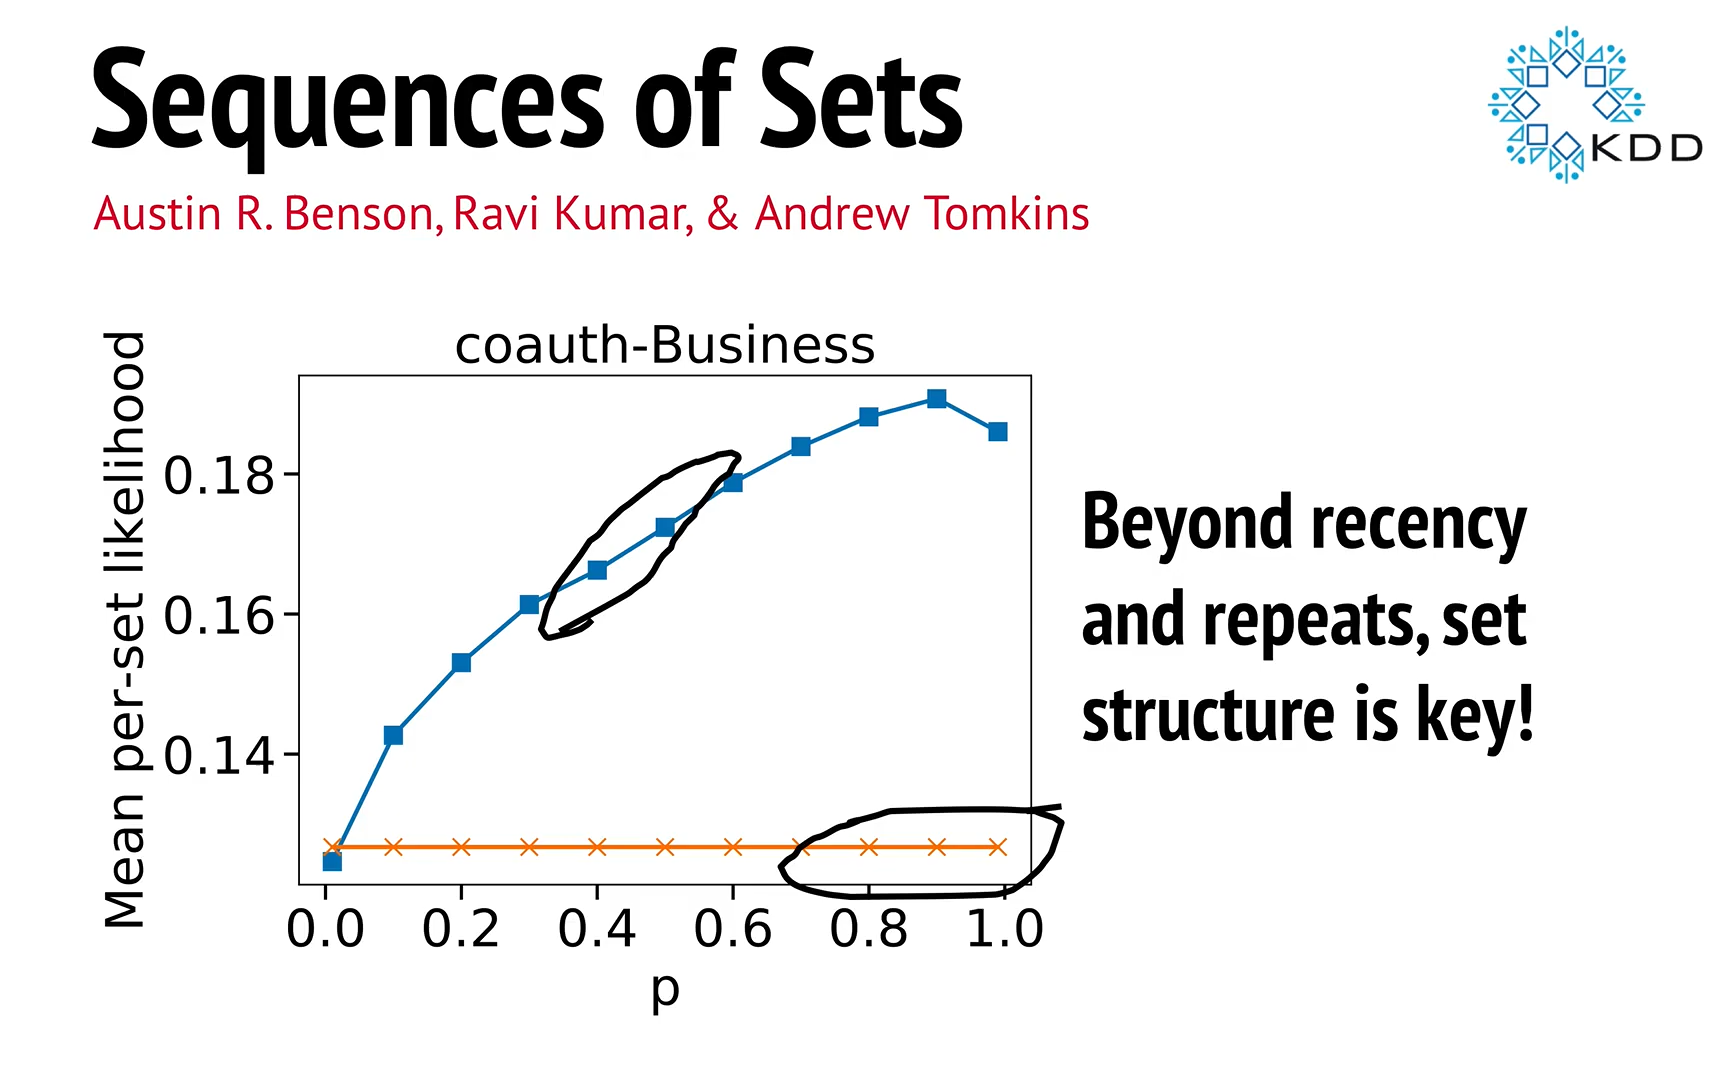 Sequences of Sets
KDD
Austin R. Benson, Ravi Kumar, & Andrew Tomkins
coauth-Business
Mean per-set likelihood
0.18
0.16
0.14
0.0 0.2 0.4 0.6 0.8 1.0
p
Beyond recency
and repeats, set
structure is key!